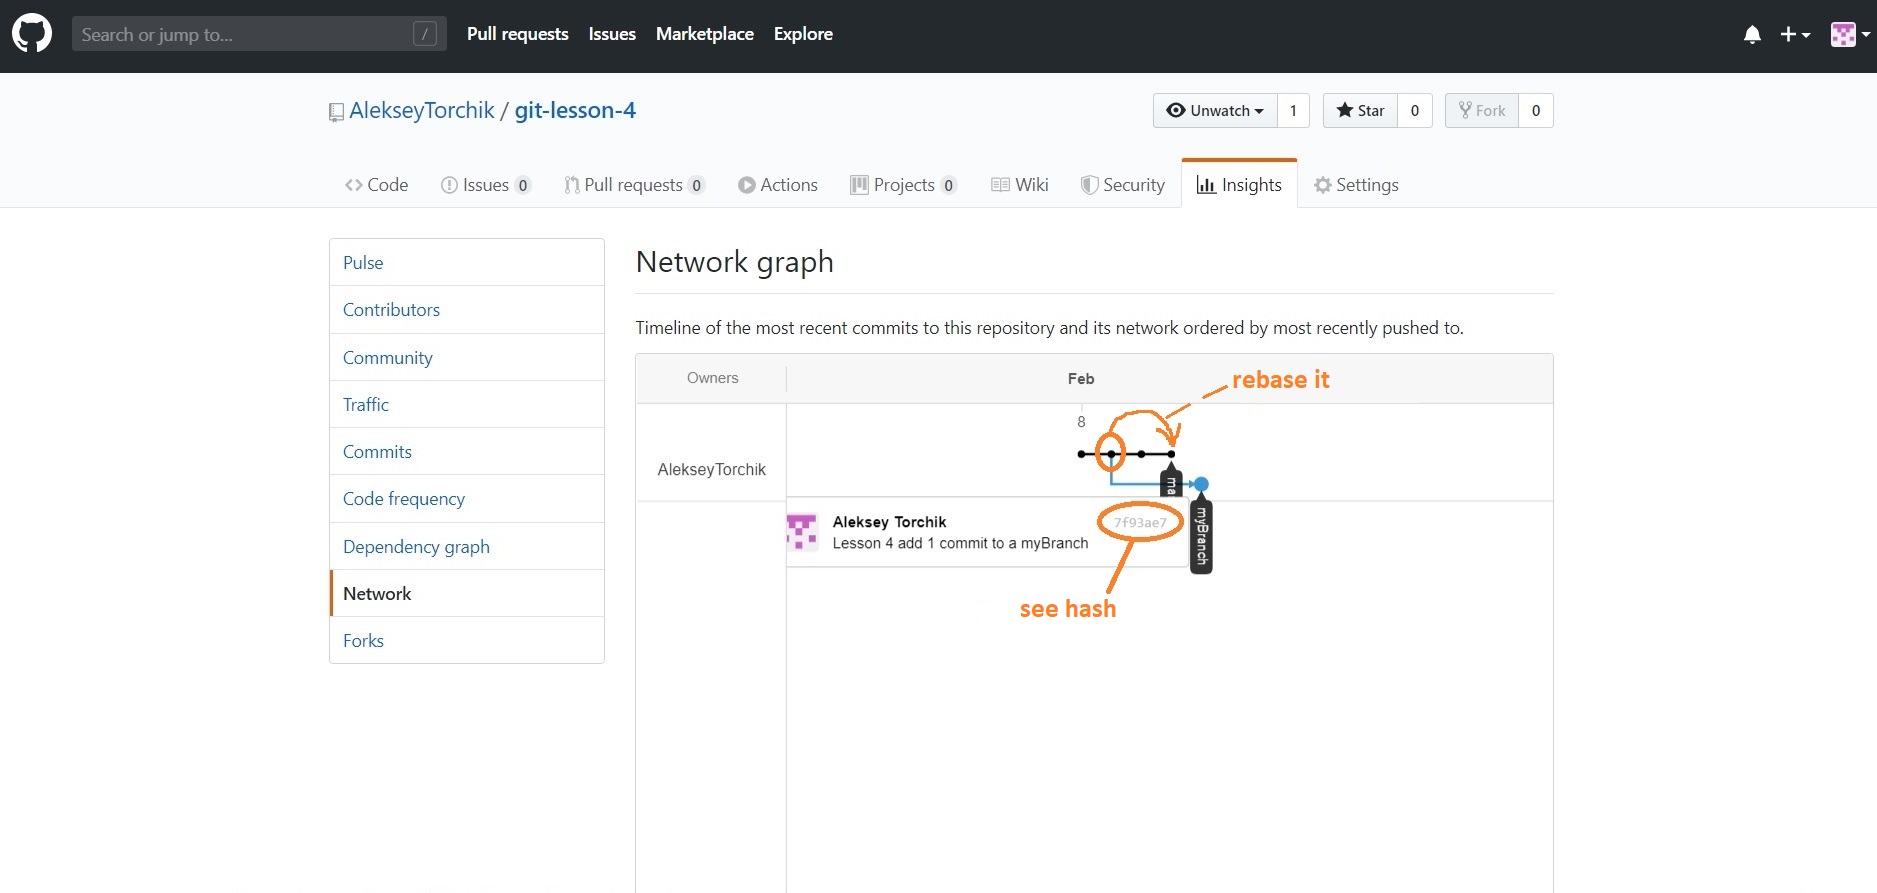 Search or jump to... /
Pull requests Issues Marketplace Explore
AlekseyTorchik / git-lesson-4
Unwatch 1 Star 0 Fork 0
Code Issues 0 Pull requests 0 Actions Projects 0 Wiki Security Insights Settings
Pulse
Contributors
Community
Traffic
Commits
Code frequency
Dependency graph
Network
Forks
Network graph
Timeline of the most recent commits to this repository and its network ordered by most recently pushed to.
Owners Feb
rebase it
8
AlekseyTorchik
ma
myBranch
Aleksey Torchik 7f93ae7
Lesson 4 add 1 commit to a myBranch
see hash